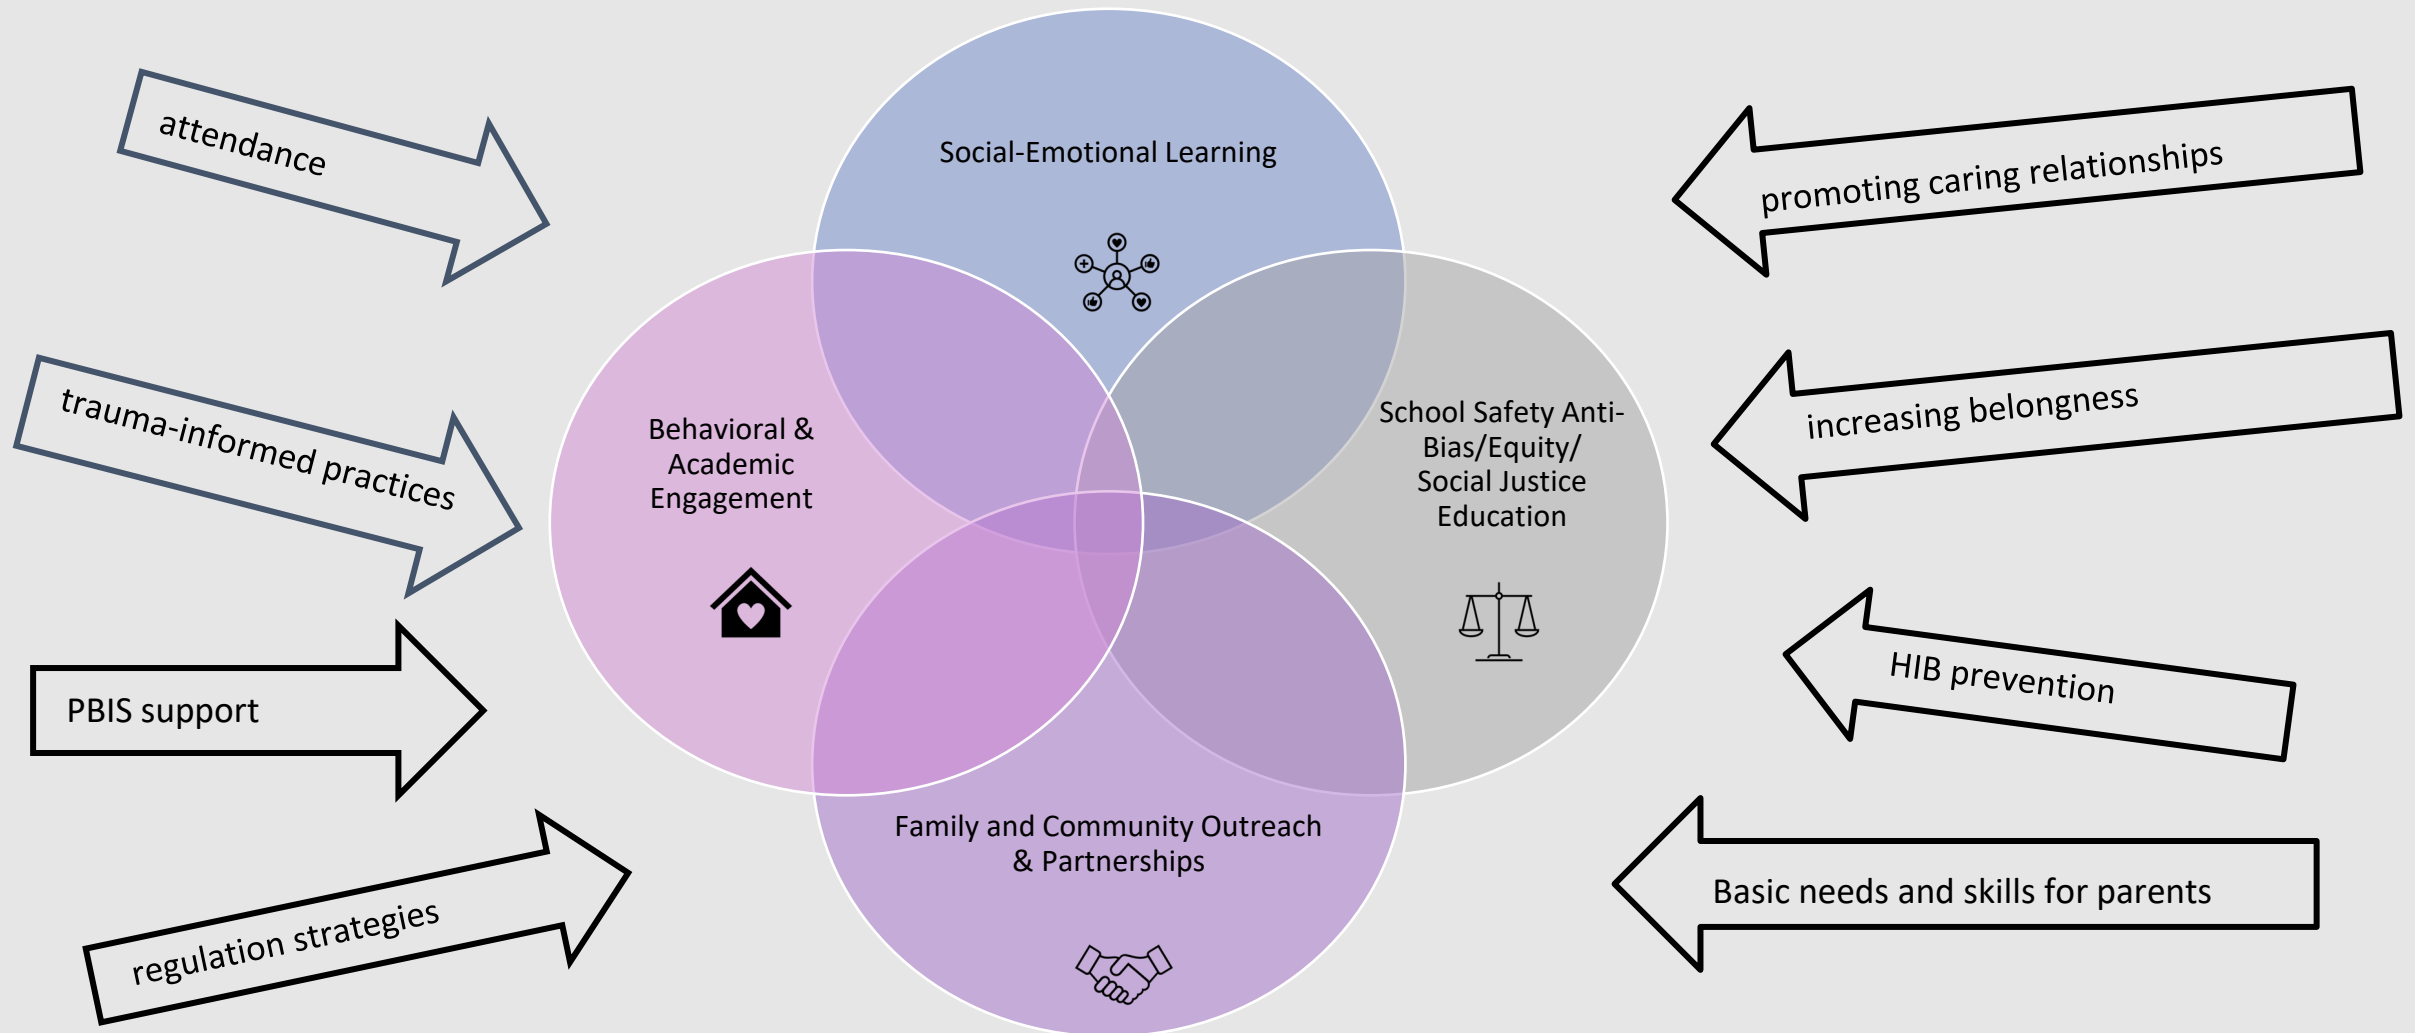 attendance
trauma-informed practices
PBIS support
regulation strategies
Social-Emotional Learning
Behavioral &
Academic
Engagement
School Safety Anti-
Bias/Equity/
Social Justice
Education
Family and Community Outreach
& Partnerships
promoting caring relationships
increasing belongness
HIB prevention
Basic needs and skills for parents